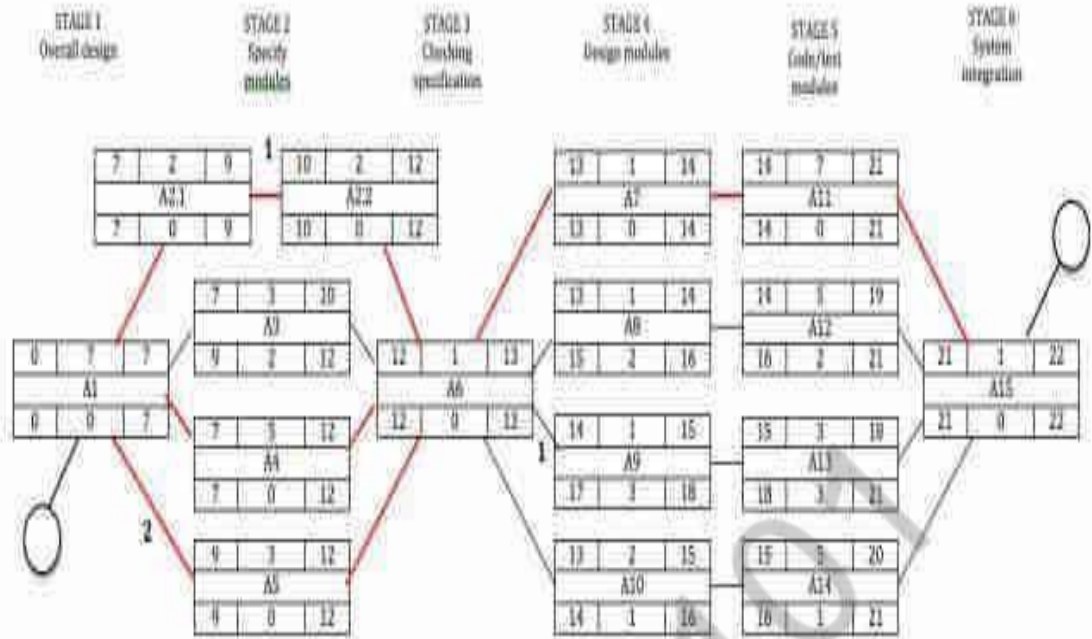 STAGE 1
Overall design
STAGE 2
Specify
modules
STAGE 3
Checking
specification
STAGE 4
Design modules
STAGE 5
Code/test
modules
STAGE 6
System
integration
7 2 9
A2.1
7 0 9
1
10 2 12
A2.2
10 0 12
13 1 14
A7
13 0 14
14 7 21
A11
14 0 21
7 3 10
A3
9 2 12
13 1 14
A8
15 2 16
14 5 19
A12
16 2 21
0 7 7
A1
0 0 7
12 1 13
A6
12 0 13
21 1 22
A15
21 0 22
7 5 12
A4
7 0 12
1
14 1 15
A9
17 3 18
15 3 18
A13
18 3 21
2
9 3 12
A5
9 0 12
13 2 15
A10
14 1 16
15 5 20
A14
16 1 21